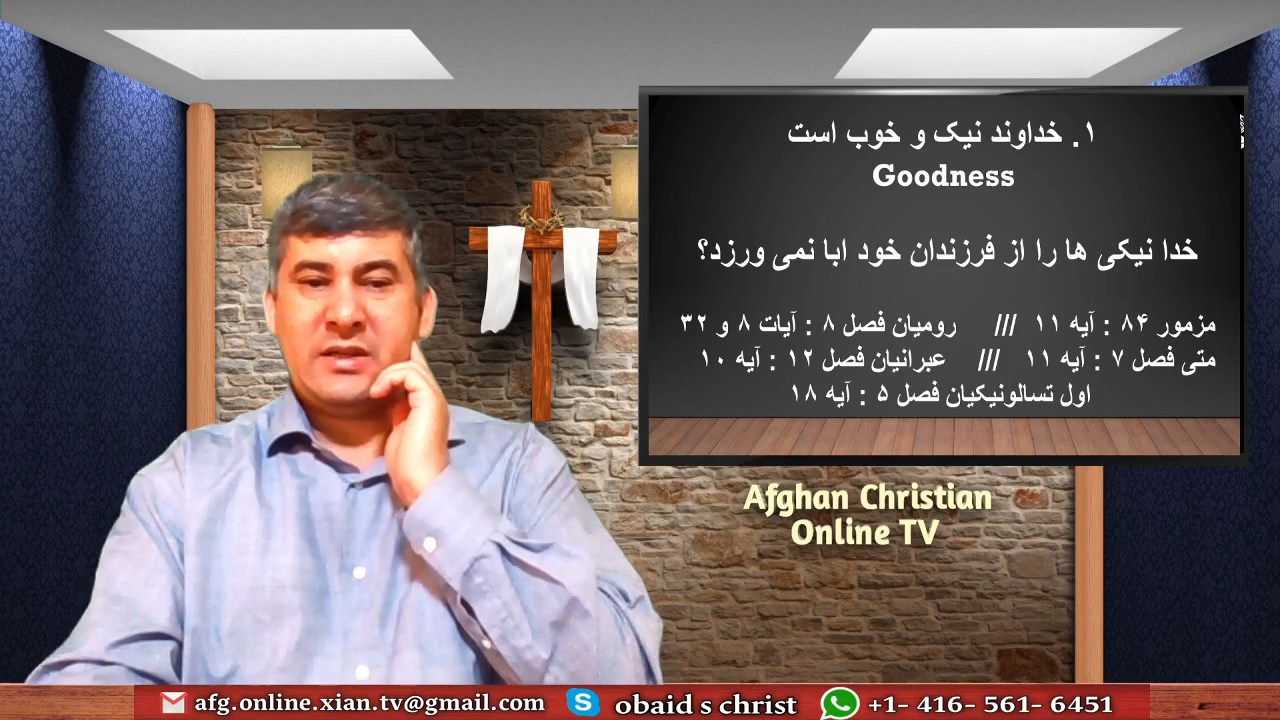 ۱. خداوند نیک و خوب است
Goodness
خدا نیکی ها را از فرزندان خود ابا نمی ورزد؟
مزمور ۸۴ : آیه ۱۱ /// رومیان فصل ۸ : آیات ۸ و ۳۲
متی فصل ۷ : آیه ۱۱ /// عبرانیان فصل ۱۲ : آیه ۱۰
اول تسالونیکیان فصل ۵ : آیه ۱۸
Afghan Christian
Online TV
afg.online.xian.tv@gmail.com obaid s christ +1- 416- 561- 6451